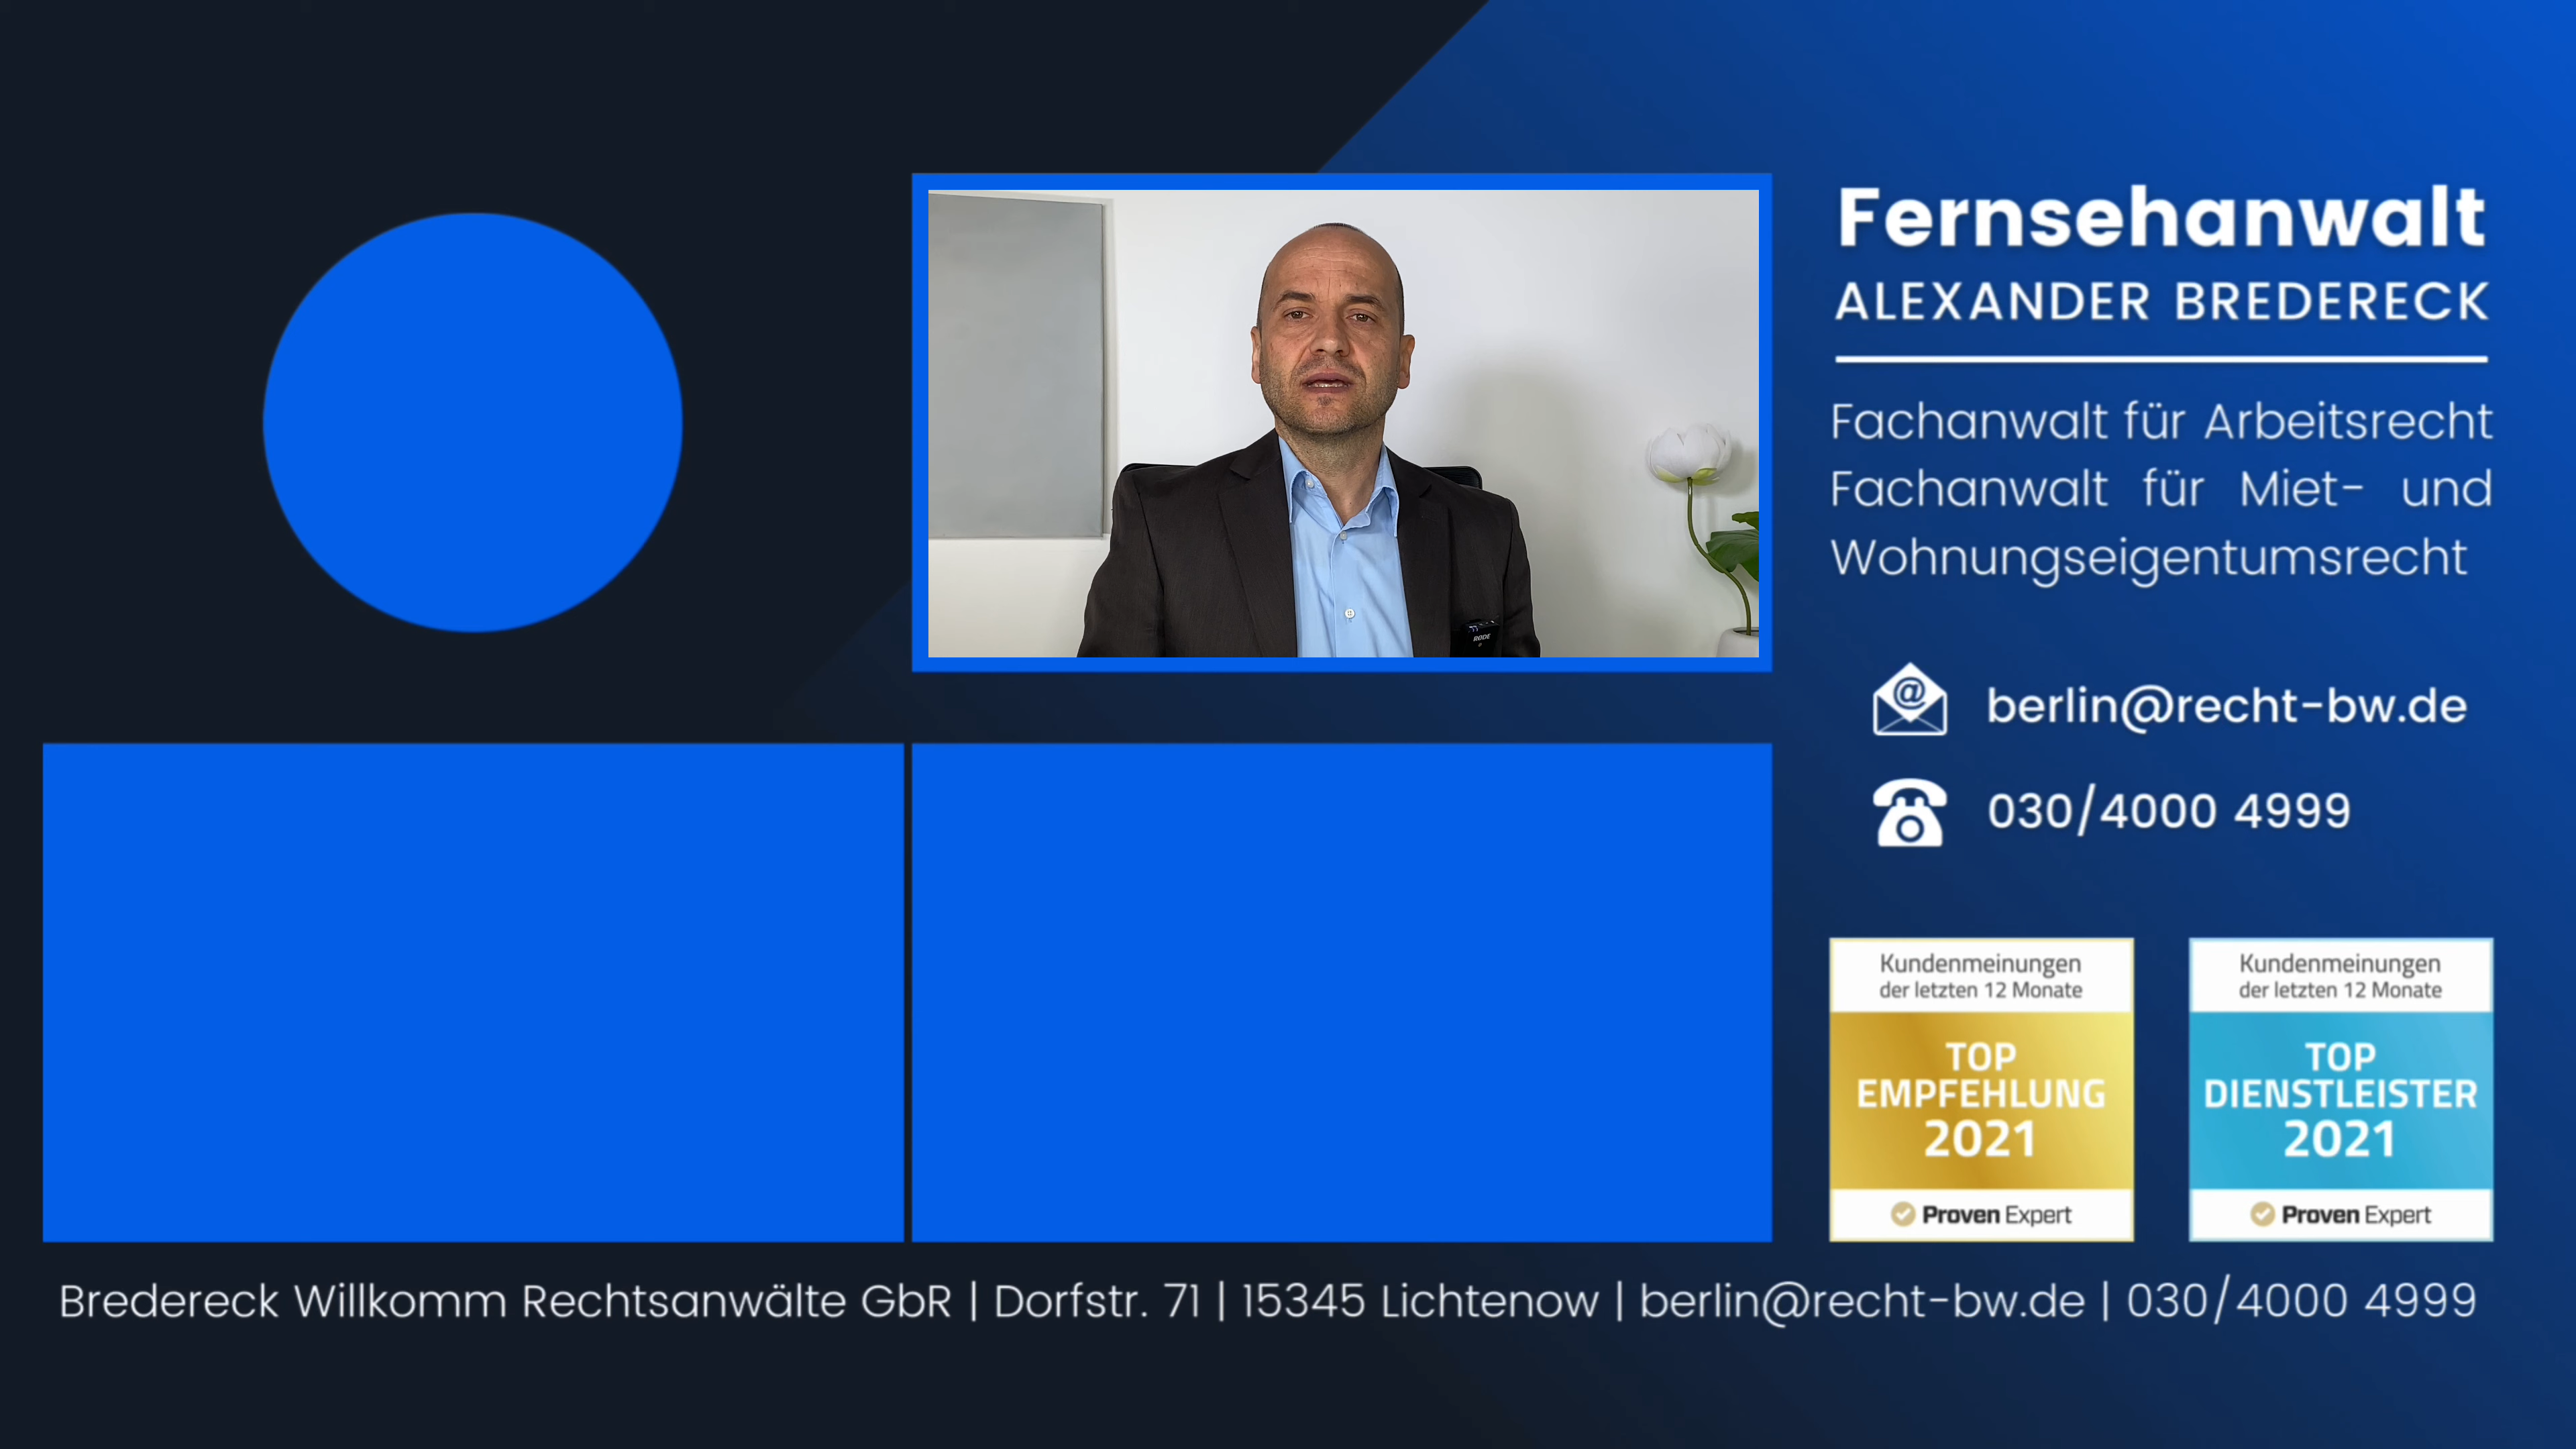 Fernsehanwalt
ALEXANDER BREDERECK
Fachanwalt für Arbeitsrecht
Fachanwalt für Miet- und
Wohnungseigentumsrecht
berlin@recht-bw.de
030/4000 4999
RØDE
Kundenmeinungen
der letzten 12 Monate
TOP
EMPFEHLUNG
2021
Proven Expert
Kundenmeinungen
der letzten 12 Monate
TOP
DIENSTLEISTER
2021
Proven Expert
Bredereck Willkomm Rechtsanwälte GbR | Dorfstr. 71 | 15345 Lichtenow | berlin@recht-bw.de | 030/4000 4999